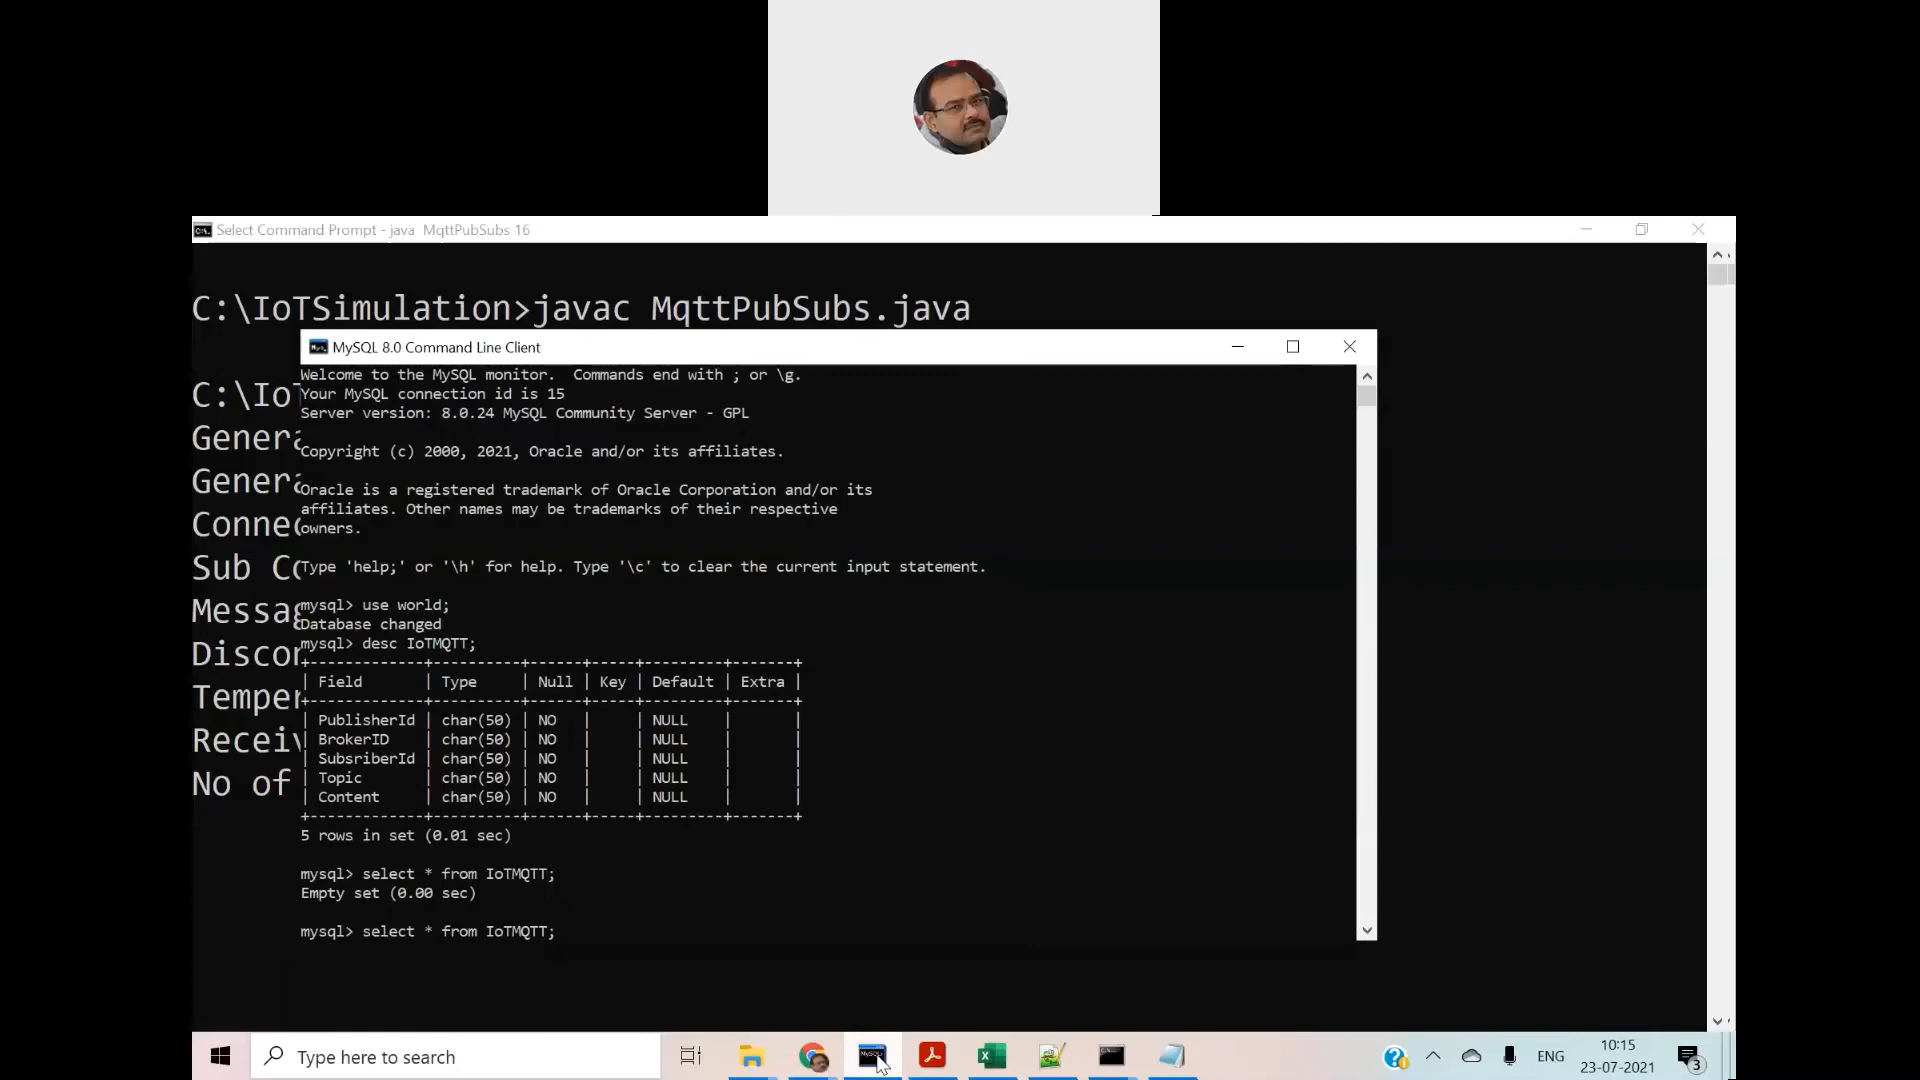 Select Command Prompt - java  MqttPubSubs 16
C:\IoTSimulation>javac MqttPubSubs.java
MySQL 8.0 Command Line Client
Welcome to the MySQL monitor.  Commands end with ; or \g.
Your MySQL connection id is 15
Server version: 8.0.24 MySQL Community Server - GPL
Copyright (c) 2000, 2021, Oracle and/or its affiliates.
Oracle is a registered trademark of Oracle Corporation and/or its
affiliates. Other names may be trademarks of their respective
owners.
Type 'help;' or '\h' for help. Type '\c' to clear the current input statement.
mysql> use world;
Database changed
mysql> desc IoTMQTT;
+-------------+----------+------+-----+---------+-------+
| Field       | Type     | Null | Key | Default | Extra |
+-------------+----------+------+-----+---------+-------+
| PublisherId | char(50) | NO   |     | NULL    |       |
| BrokerID    | char(50) | NO   |     | NULL    |       |
| SubsriberId | char(50) | NO   |     | NULL    |       |
| Topic       | char(50) | NO   |     | NULL    |       |
| Content     | char(50) | NO   |     | NULL    |       |
+-------------+----------+------+-----+---------+-------+
5 rows in set (0.01 sec)
mysql> select * from IoTMQTT;
Empty set (0.00 sec)
mysql> select * from IoTMQTT;
C:\Io
Genera
Genera
Connec
Sub Co
Messag
Discon
Temper
Receiv
No of
Type here to search
MySQL
ENG
10:15
23-07-2021
3